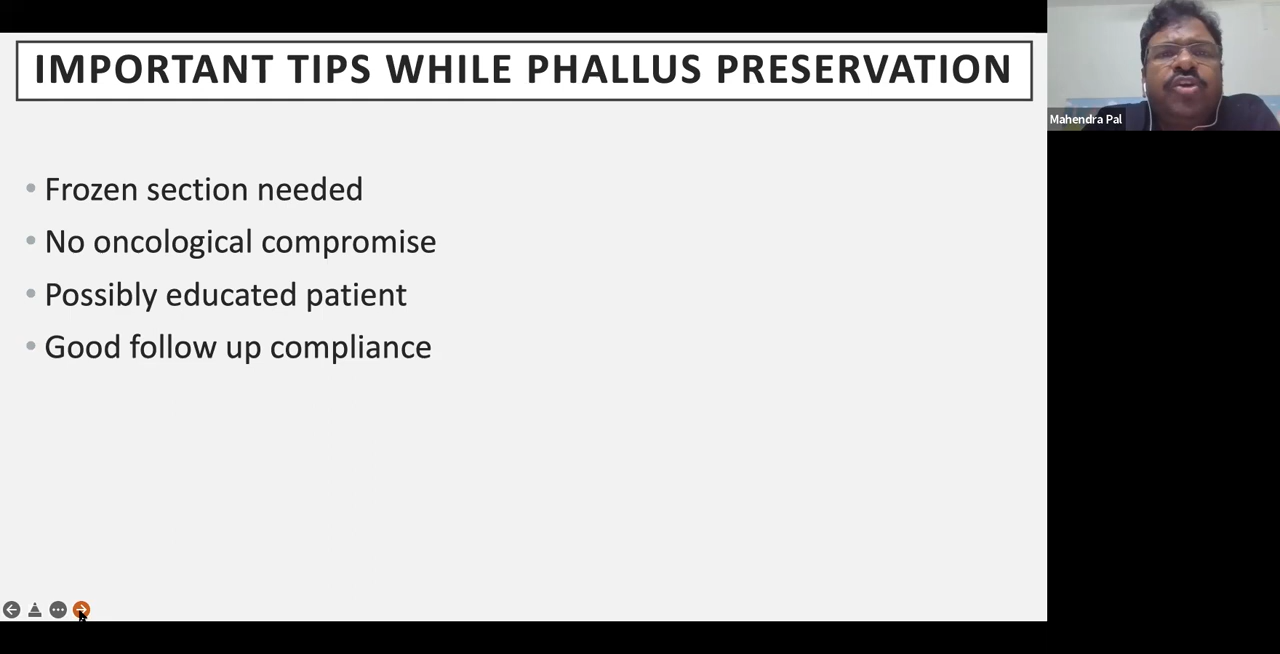 IMPORTANT TIPS WHILE PHALLUS PRESERVATION
Frozen section needed
No oncological compromise
Possibly educated patient
Good follow up compliance
Mahendra Pal